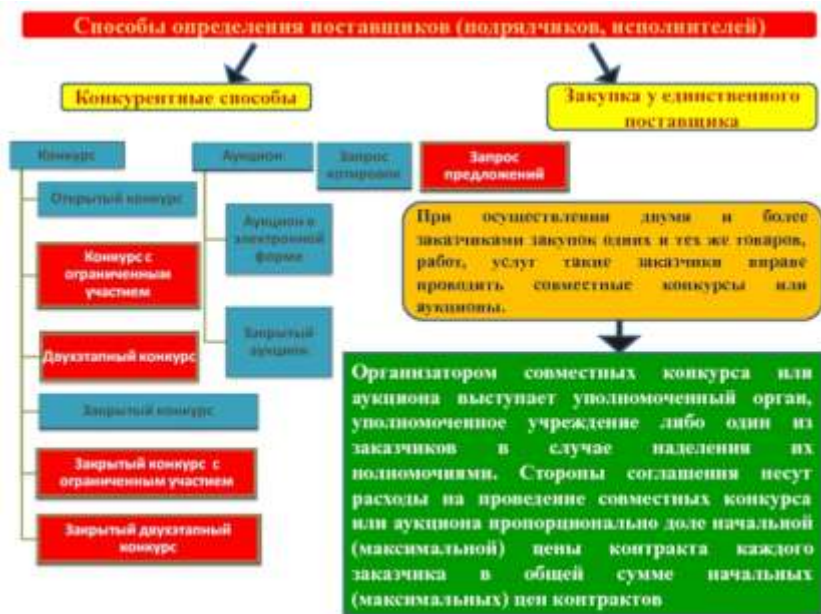 Способы определения поставщиков (подрядчиков, исполнителей)
Конкурентные способы
Закупка у единственного
поставщика
Конкурс
Аукцион
Запрос
котировок
Запрос
предложений
Открытый конкурс
Конкурс с
ограниченным
участием
Двухэтапный конкурс
Закрытый конкурс
Закрытый конкурс с
ограниченным участием
Закрытый двухэтапный
конкурс
Аукцион в
электронной
форме
Закрытый
аукцион
При осуществлении двумя и более
заказчиками закупок одних и тех же товаров,
работ, услуг такие заказчики вправе
проводить совместные конкурсы или
аукционы.
Организатором совместных конкурса или
аукциона выступает уполномоченный орган,
уполномоченное учреждение либо один из
заказчиков в случае наделения их
полномочиями. Стороны соглашения несут
расходы на проведение совместных конкурса
или аукциона пропорционально доле начальной
(максимальной) цены контракта каждого
заказчика в общей сумме начальных
(максимальных) цен контрактов